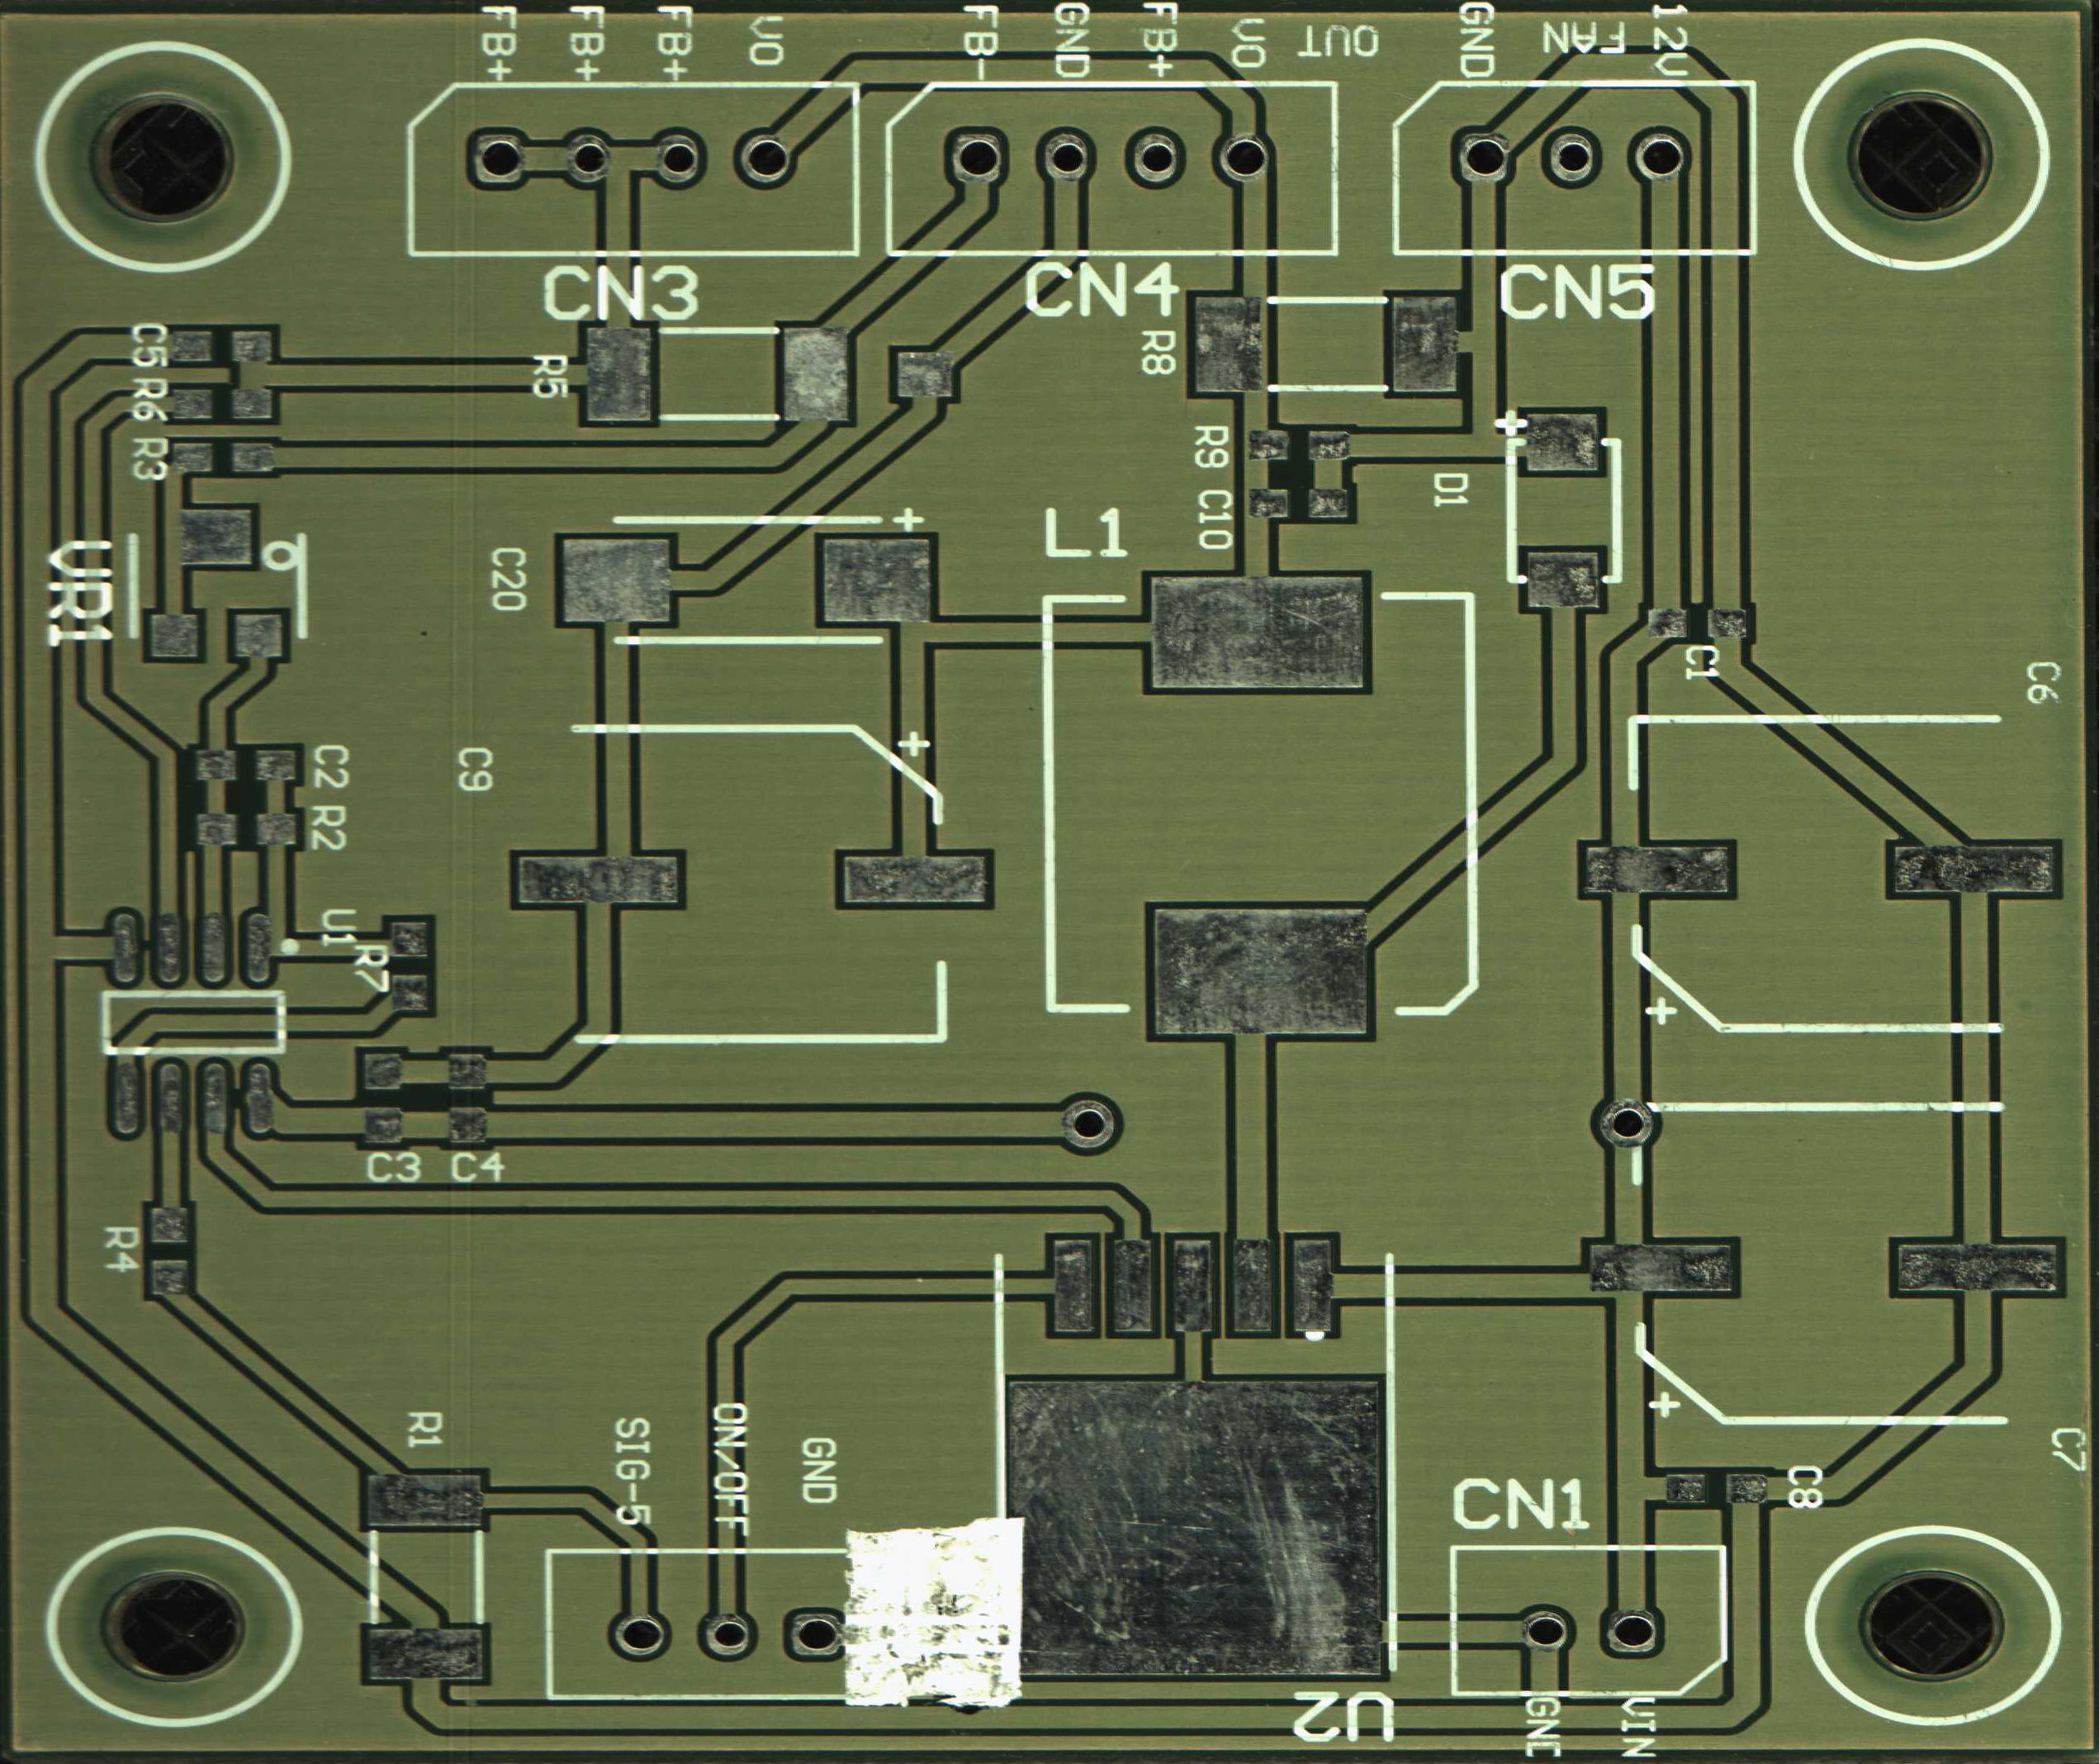 FB+
FB+
FB+
VO
FB-
GND
FB+
VO
OUT
GND
FAN
12V
CN3
CN4
CN5
C5
R6
R3
R5
R8
R9
C10
D1
+
VR1
C20
+
L1
C1
C6
C2
R2
C9
+
U1
R7
+
C3
C4
R4
+
R1
SIG-5
ON/OFF
GND
CN1
C8
C7
U2
GND
VIN